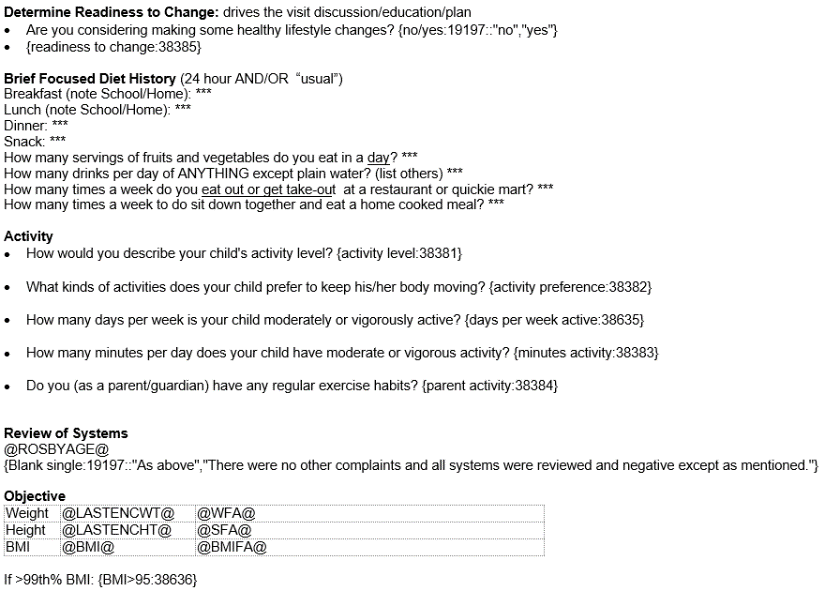 Determine Readiness to Change: drives the visit discussion/education/plan
• Are you considering making some healthy lifestyle changes? {no/yes:19197::"no","yes"}
• {readiness to change:38385}
Brief Focused Diet History (24 hour AND/OR "usual")
Breakfast (note School/Home): ***
Lunch (note School/Home): ***
Dinner: ***
Snack: ***
How many servings of fruits and vegetables do you eat in a day? ***
How many drinks per day of ANYTHING except plain water? (list others) ***
How many times a week do you eat out or get take-out at a restaurant or quickie mart? ***
How many times a week to do sit down together and eat a home cooked meal? ***
Activity
• How would you describe your child's activity level? {activity level:38381}
• What kinds of activities does your child prefer to keep his/her body moving? {activity preference:38382}
• How many days per week is your child moderately or vigorously active? {days per week active:38635}
• How many minutes per day does your child have moderate or vigorous activity? {minutes activity:38383}
• Do you (as a parent/guardian) have any regular exercise habits? {parent activity:38384}
Review of Systems
@ROSBYAGE@
{Blank single:19197::"As above","There were no other complaints and all systems were reviewed and negative except as mentioned."}
Objective
Weight @LASTENCWT@ @WFA@
Height @LASTENCHT@ @SFA@
BMI @BMI@ @BMIFA@
If >99th% BMI: {BMI>95:38636}